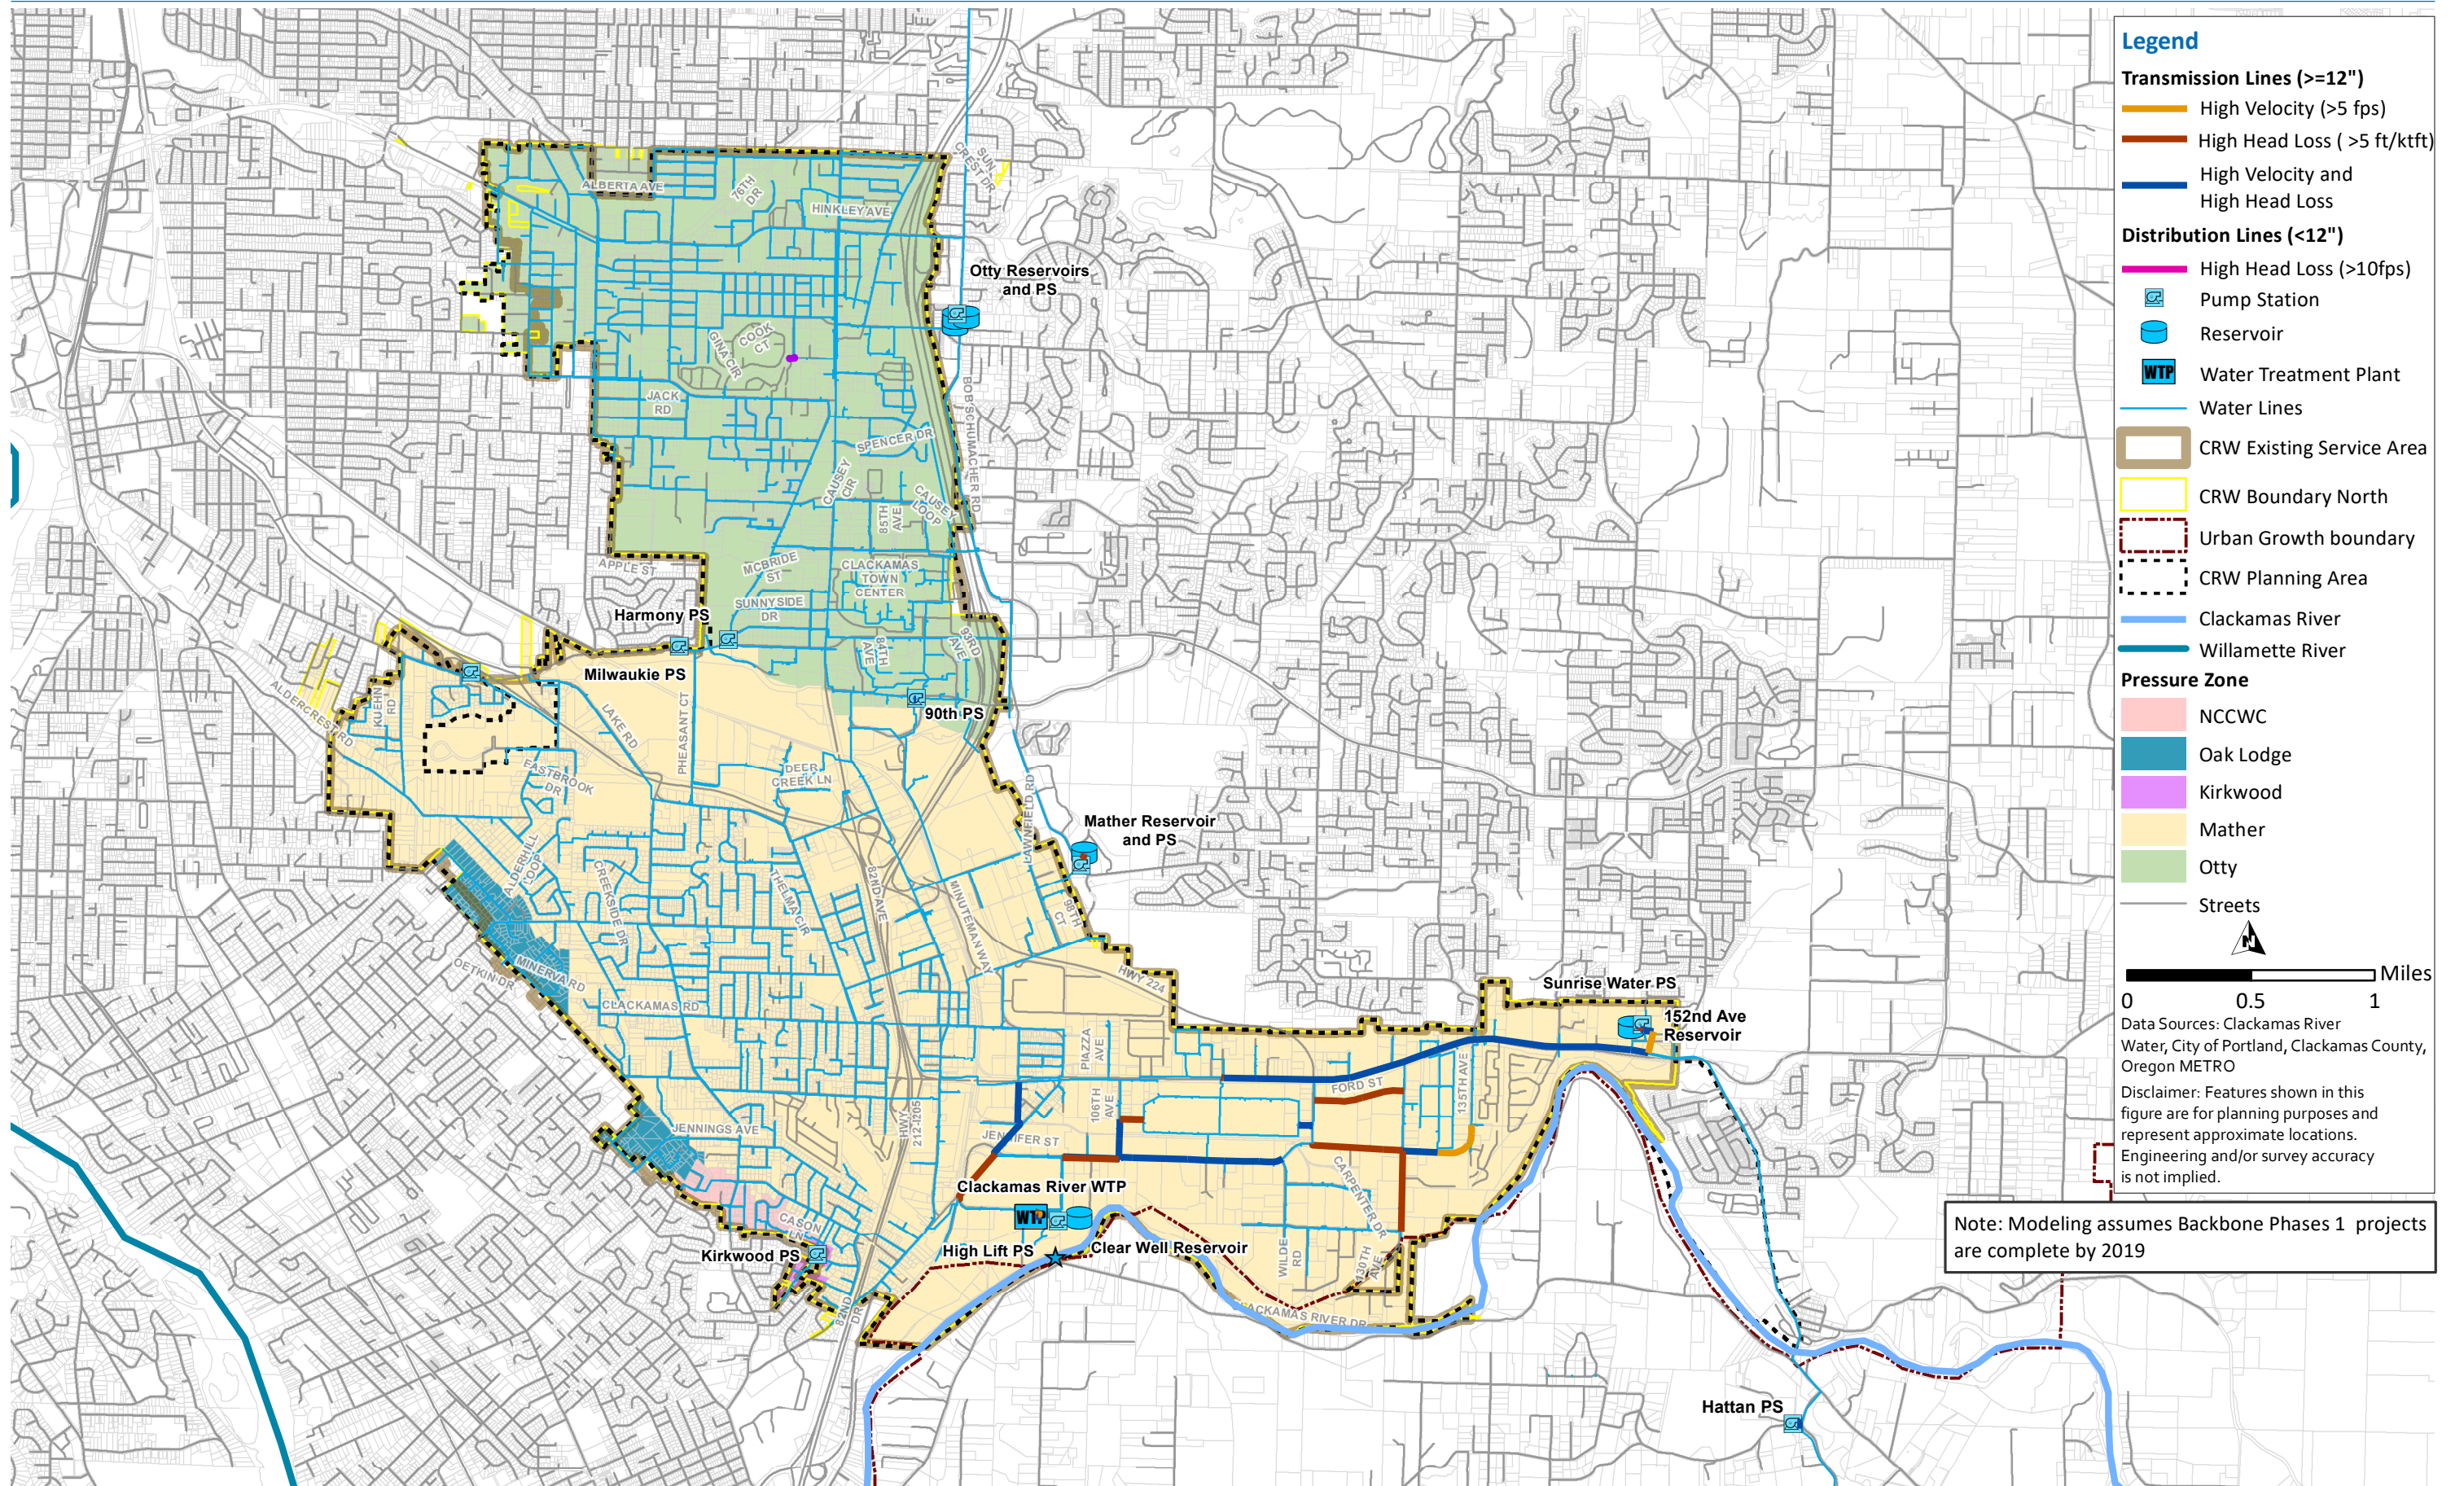 SUN
CREST DR
ALBERTA AVE
76TH
DR
HINKLEY AVE
Otty Reservoirs
and PS
COOK
CT
GINA CIR
JACK
RD
BOB SCHUMACHER RD
SPENCER DR
CAUSEY
CIR
CAUSEY
LOOP
85TH
AVE
APPLE ST
MCBRIDE
ST
CLACKAMAS
TOWN
CENTER
SUNNYSIDE
DR
Harmony PS
84TH
AVE
93RD
AVE
Milwaukie PS
90th PS
KUEHN
RD
ALDERCREST RD
LAKE RD
PHEASANT CT
EASTBROOK
DR
DEER
CREEK LN
LAWNFIELD RD
Mather Reservoir
and PS
ALDERHILL
LOOP
CREEKSIDE DR
THELMA CIR
82ND AVE
MINUTEMAN WAY
98TH
CT
OETKIN DR
MINERVA RD
CLACKAMAS RD
HWY 224
Sunrise Water PS
152nd Ave
Reservoir
PIAZZA
AVE
106TH
AVE
FORD ST
135TH AVE
HWY
212-I205
JENNINGS AVE
JENNIFER ST
CARPENTER DR
Clackamas River WTP
WTP
CASON
LN
Kirkwood PS
High Lift PS
Clear Well Reservoir
WILDE
RD
130TH
AVE
82ND
DR
CLACKAMAS RIVER DR
Hattan PS
Legend
Transmission Lines (>=12")
High Velocity (>5 fps)
High Head Loss ( >5 ft/ktft)
High Velocity and
High Head Loss
Distribution Lines (<12")
High Head Loss (>10fps)
Pump Station
Reservoir
WTP Water Treatment Plant
Water Lines
CRW Existing Service Area
CRW Boundary North
Urban Growth boundary
CRW Planning Area
Clackamas River
Willamette River
Pressure Zone
NCCWC
Oak Lodge
Kirkwood
Mather
Otty
Streets
N
Miles
0 0.5 1
Data Sources: Clackamas River
Water, City of Portland, Clackamas County,
Oregon METRO
Disclaimer: Features shown in this
figure are for planning purposes and
represent approximate locations.
Engineering and/or survey accuracy
is not implied.
Note: Modeling assumes Backbone Phases 1 projects
are complete by 2019